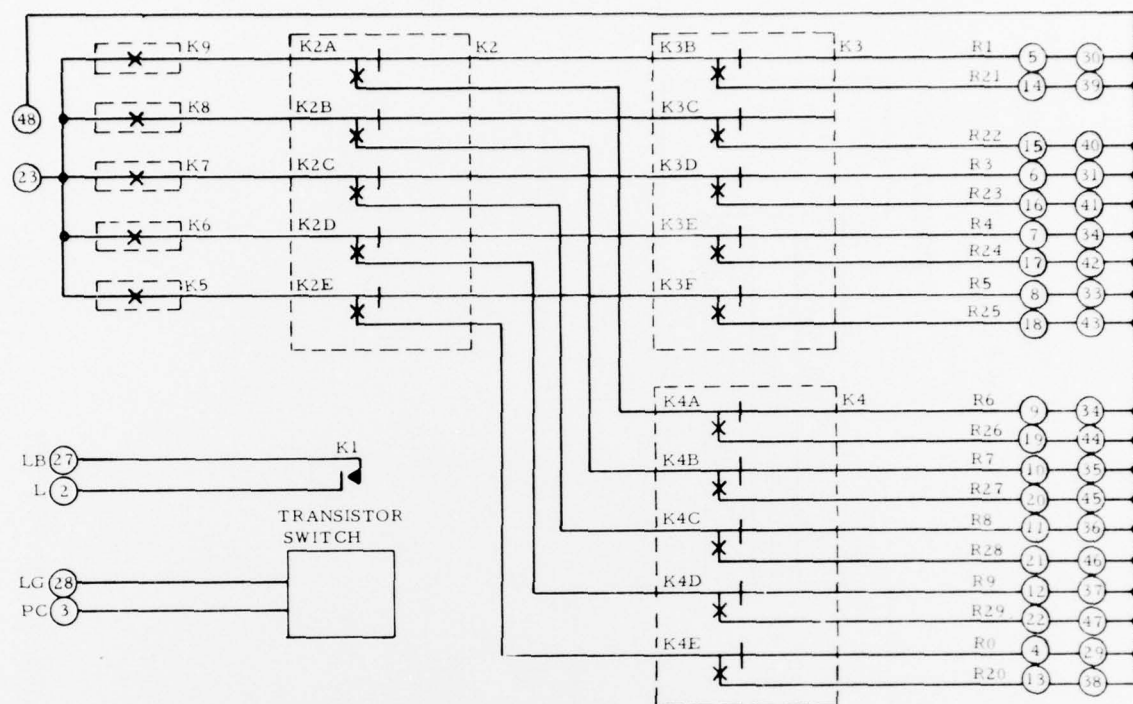 K9 K2A K2 K3B K3 R1 5 30
R21 14 39
48 K8 K2B K3C
R22 15 40
23 K7 K2C K3D R3 6 31
R23 16 41
K6 K2D K3E R4 7 34
R24 17 42
K5 K2E K3F R5 8 33
R25 18 43
K4A K4 R6 9 34
R26 19 44
K1
LB 27 K4B R7 10 35
L 2 R27 20 45
TRANSISTOR
SWITCH
K4C R8 11 36
R28 21 46
LG 28 K4D R9 12 37
PC 3 R29 22 47
K4E R0 4 29
R20 13 38